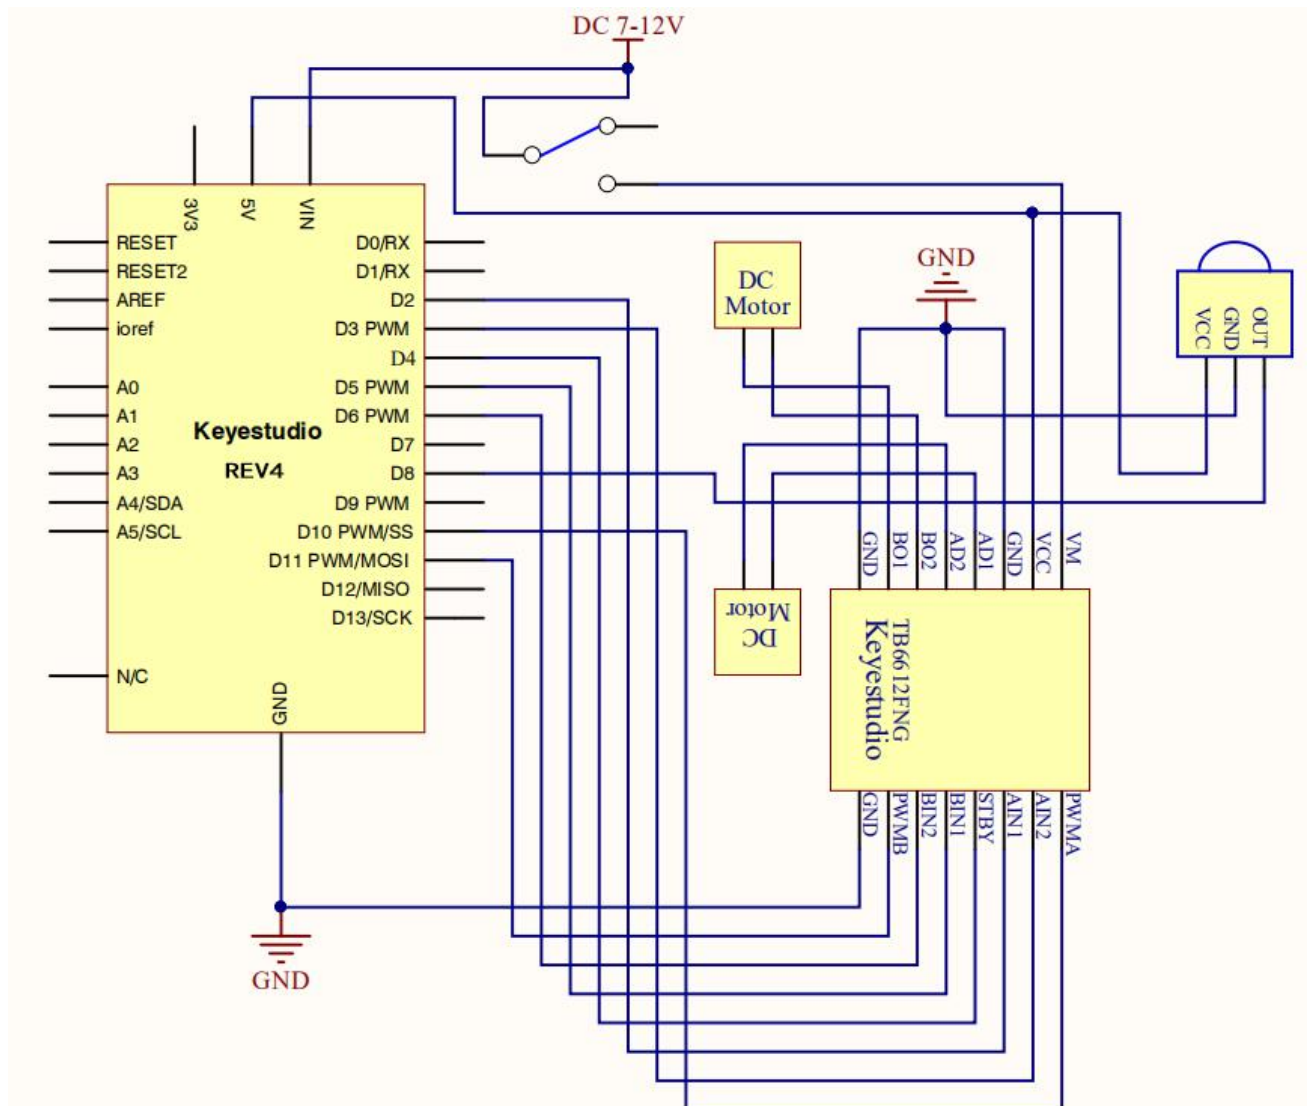 DC 7-12V
3V3
5V
VIN
RESET
RESET2
AREF
ioref
A0
A1
A2
A3
A4/SDA
A5/SCL
N/C
Keyestudio
REV4
D0/RX
D1/RX
D2
D3 PWM
D4
D5 PWM
D6 PWM
D7
D8
D9 PWM
D10 PWM/SS
D11 PWM/MOSI
D12/MISO
D13/SCK
GND
GND
DC
Motor
GND
VCC
GND
OUT
DC
Motor
GND
BO1
BO2
AD2
AD1
GND
VCC
VM
TB6612FNG
Keyestudio
GND
PWMB
BIN2
BIN1
STBY
AIN1
AIN2
PWMA